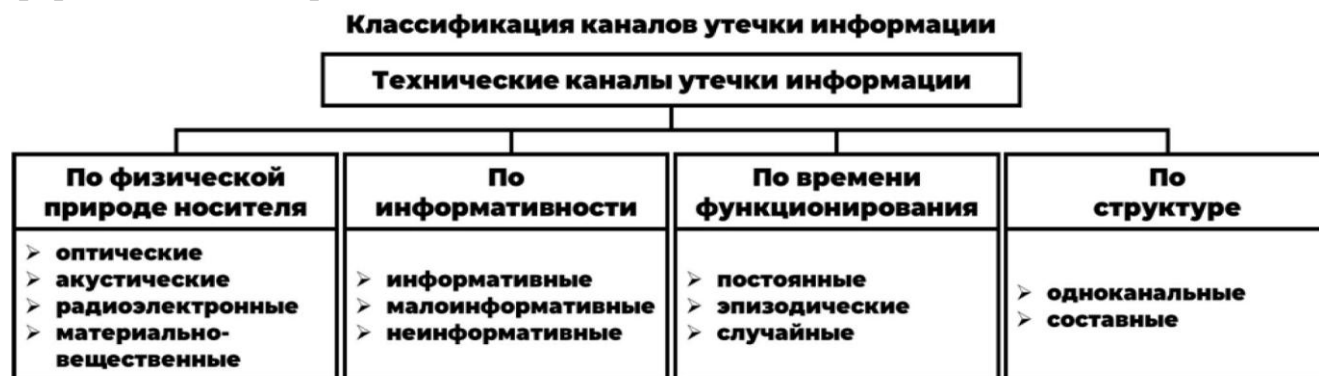 Классификация каналов утечки информации
Технические каналы утечки информации
По физической
природе носителя
➢ оптические
➢ акустические
➢ радиоэлектронные
➢ материально-
вещественные
По
информативности
➢ информативные
➢ малоинформативные
➢ неинформативные
По времени
функционирования
➢ постоянные
➢ эпизодические
➢ случайные
По
структуре
➢ одноканальные
➢ составные